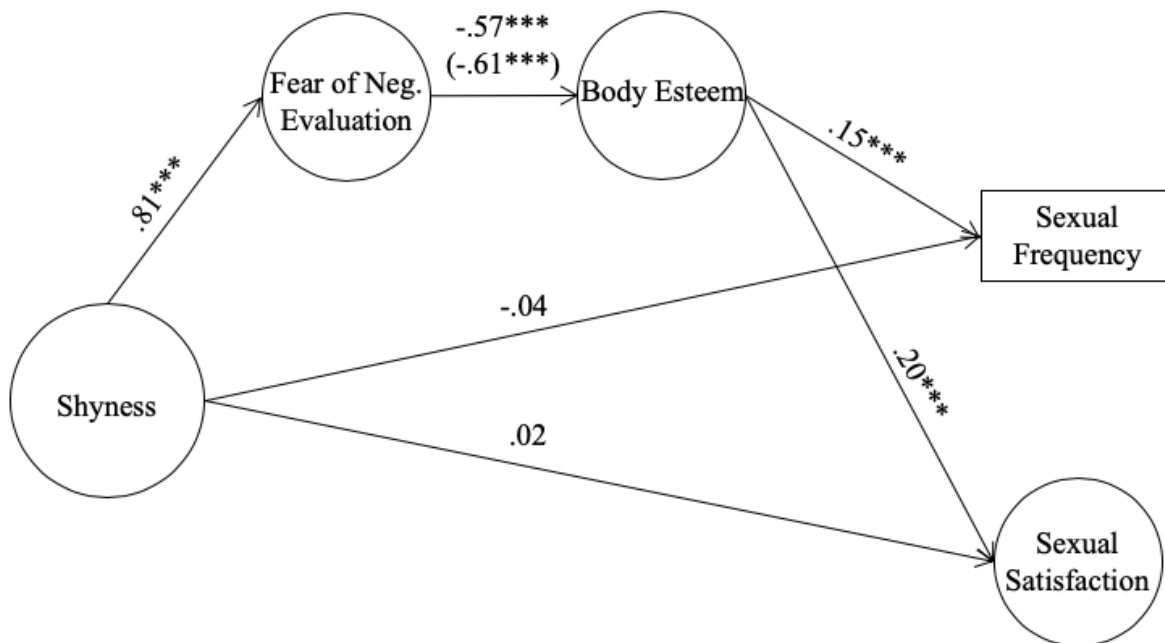 -.57***
(-.61***)
Fear of Neg.
Evaluation
Body Esteem
.15***
.81***
Sexual
Frequency
-.04
Shyness
.20***
.02
Sexual
Satisfaction